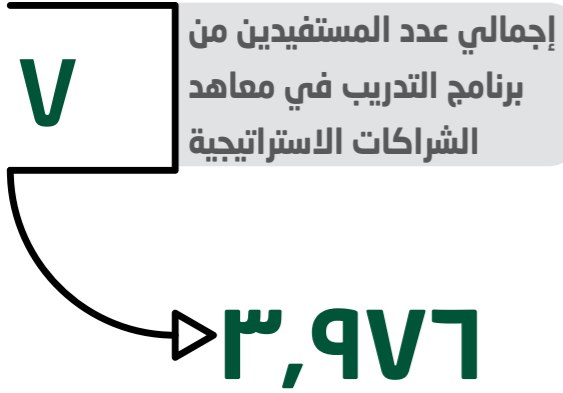 إجمالي عدد المستفيدين من
برنامج التدريب في معاهد
الشراكات الاستراتيجية
٧
٣,٩٧٦